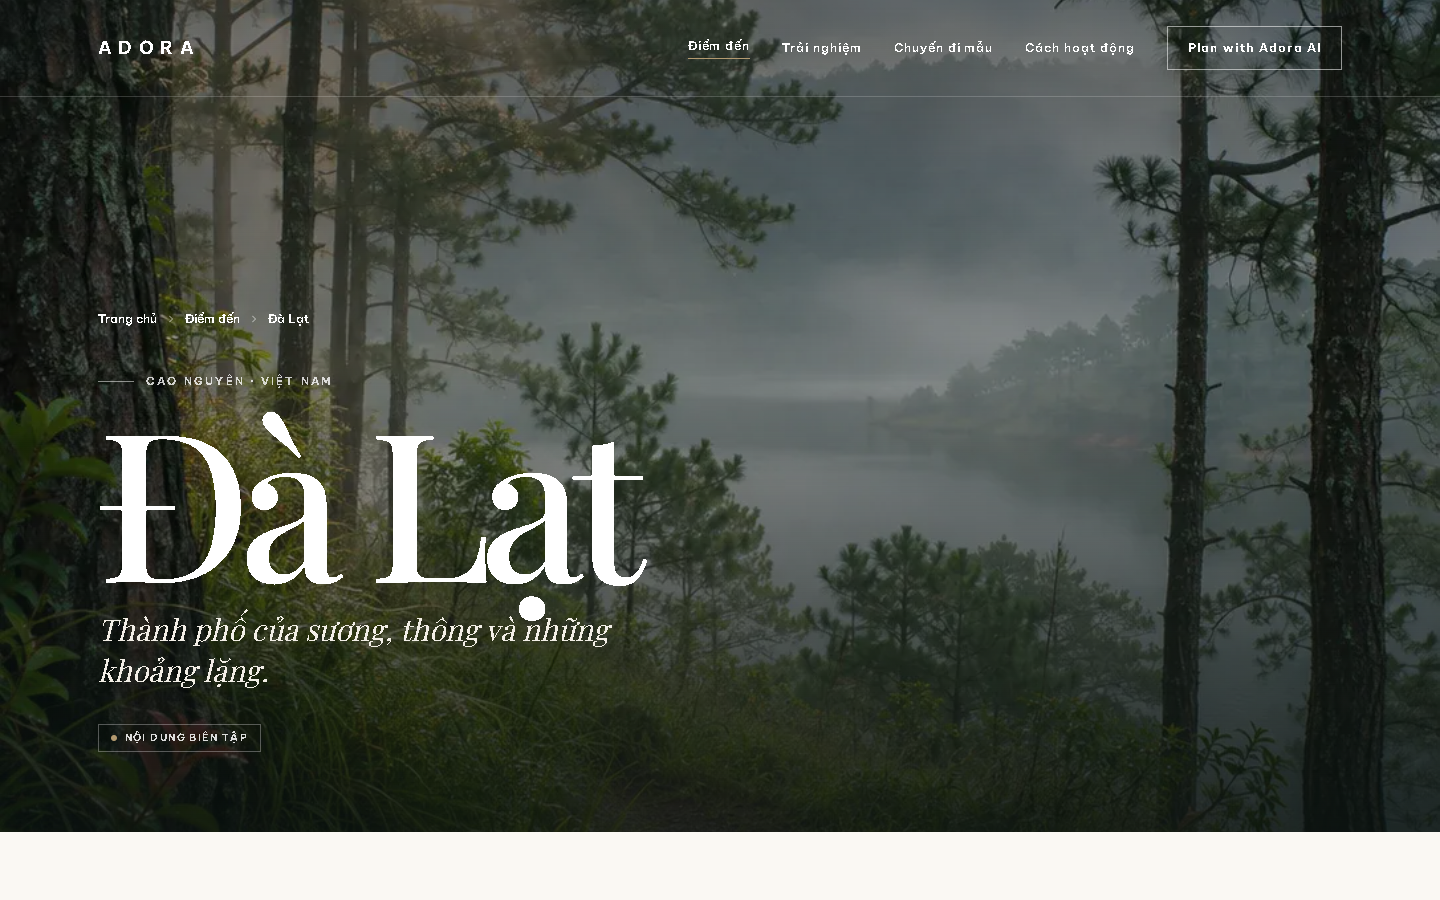 ADORA
Điểm đến
Trải nghiệm
Chuyến đi mẫu
Cách hoạt động
Plan with Adora AI
Trang chủ > Điểm đến > Đà Lạt
CAO NGUYÊN · VIỆT NAM
Đà Lạt
Thành phố của sương, thông và những
khoảng lặng.
NỘI DUNG BIÊN TẬP